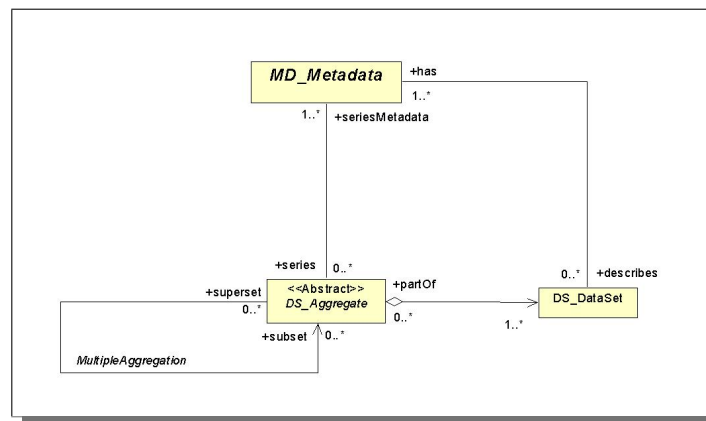 MD_Metadata
+has
1..*
1..*
+seriesMetadata
+series
0..*
0..*
+describes
+superset
0..*
<<Abstract>>
DS_Aggregate
+partOf
0..*
DS_DataSet
1..*
+subset
0..*
MultipleAggregation